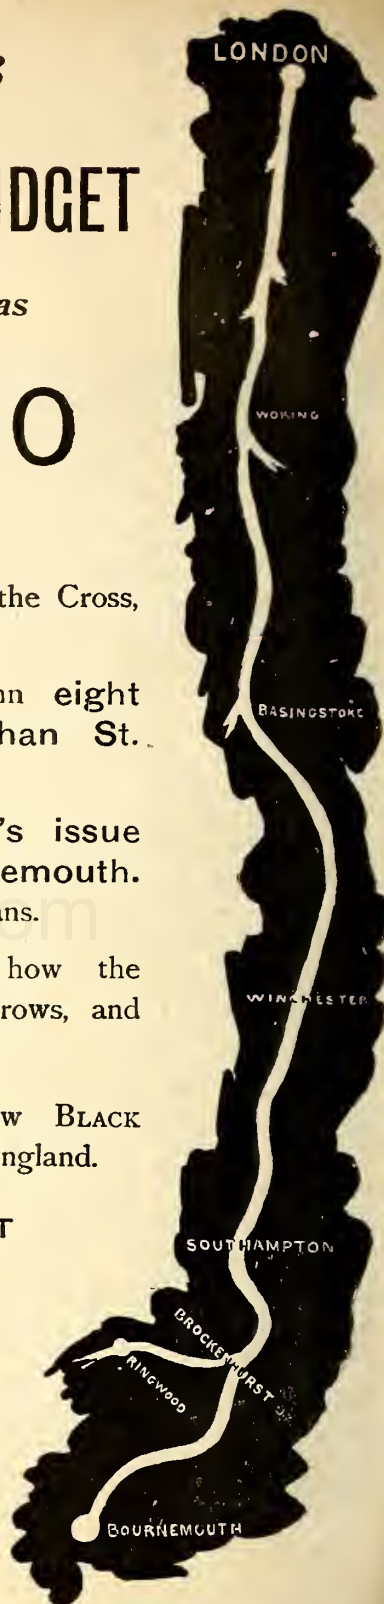 LONDON
DGET
as
WOKING
O
the Cross,
eight
han St.
BASINGSTOKE
's issue
emouth.
ans.
how the
WINCHESTER
rows, and
w BLACK
ngland.
T
SOUTHAMPTON
BROCKENHURST
RINGWOOD
BOURNEMOUTH